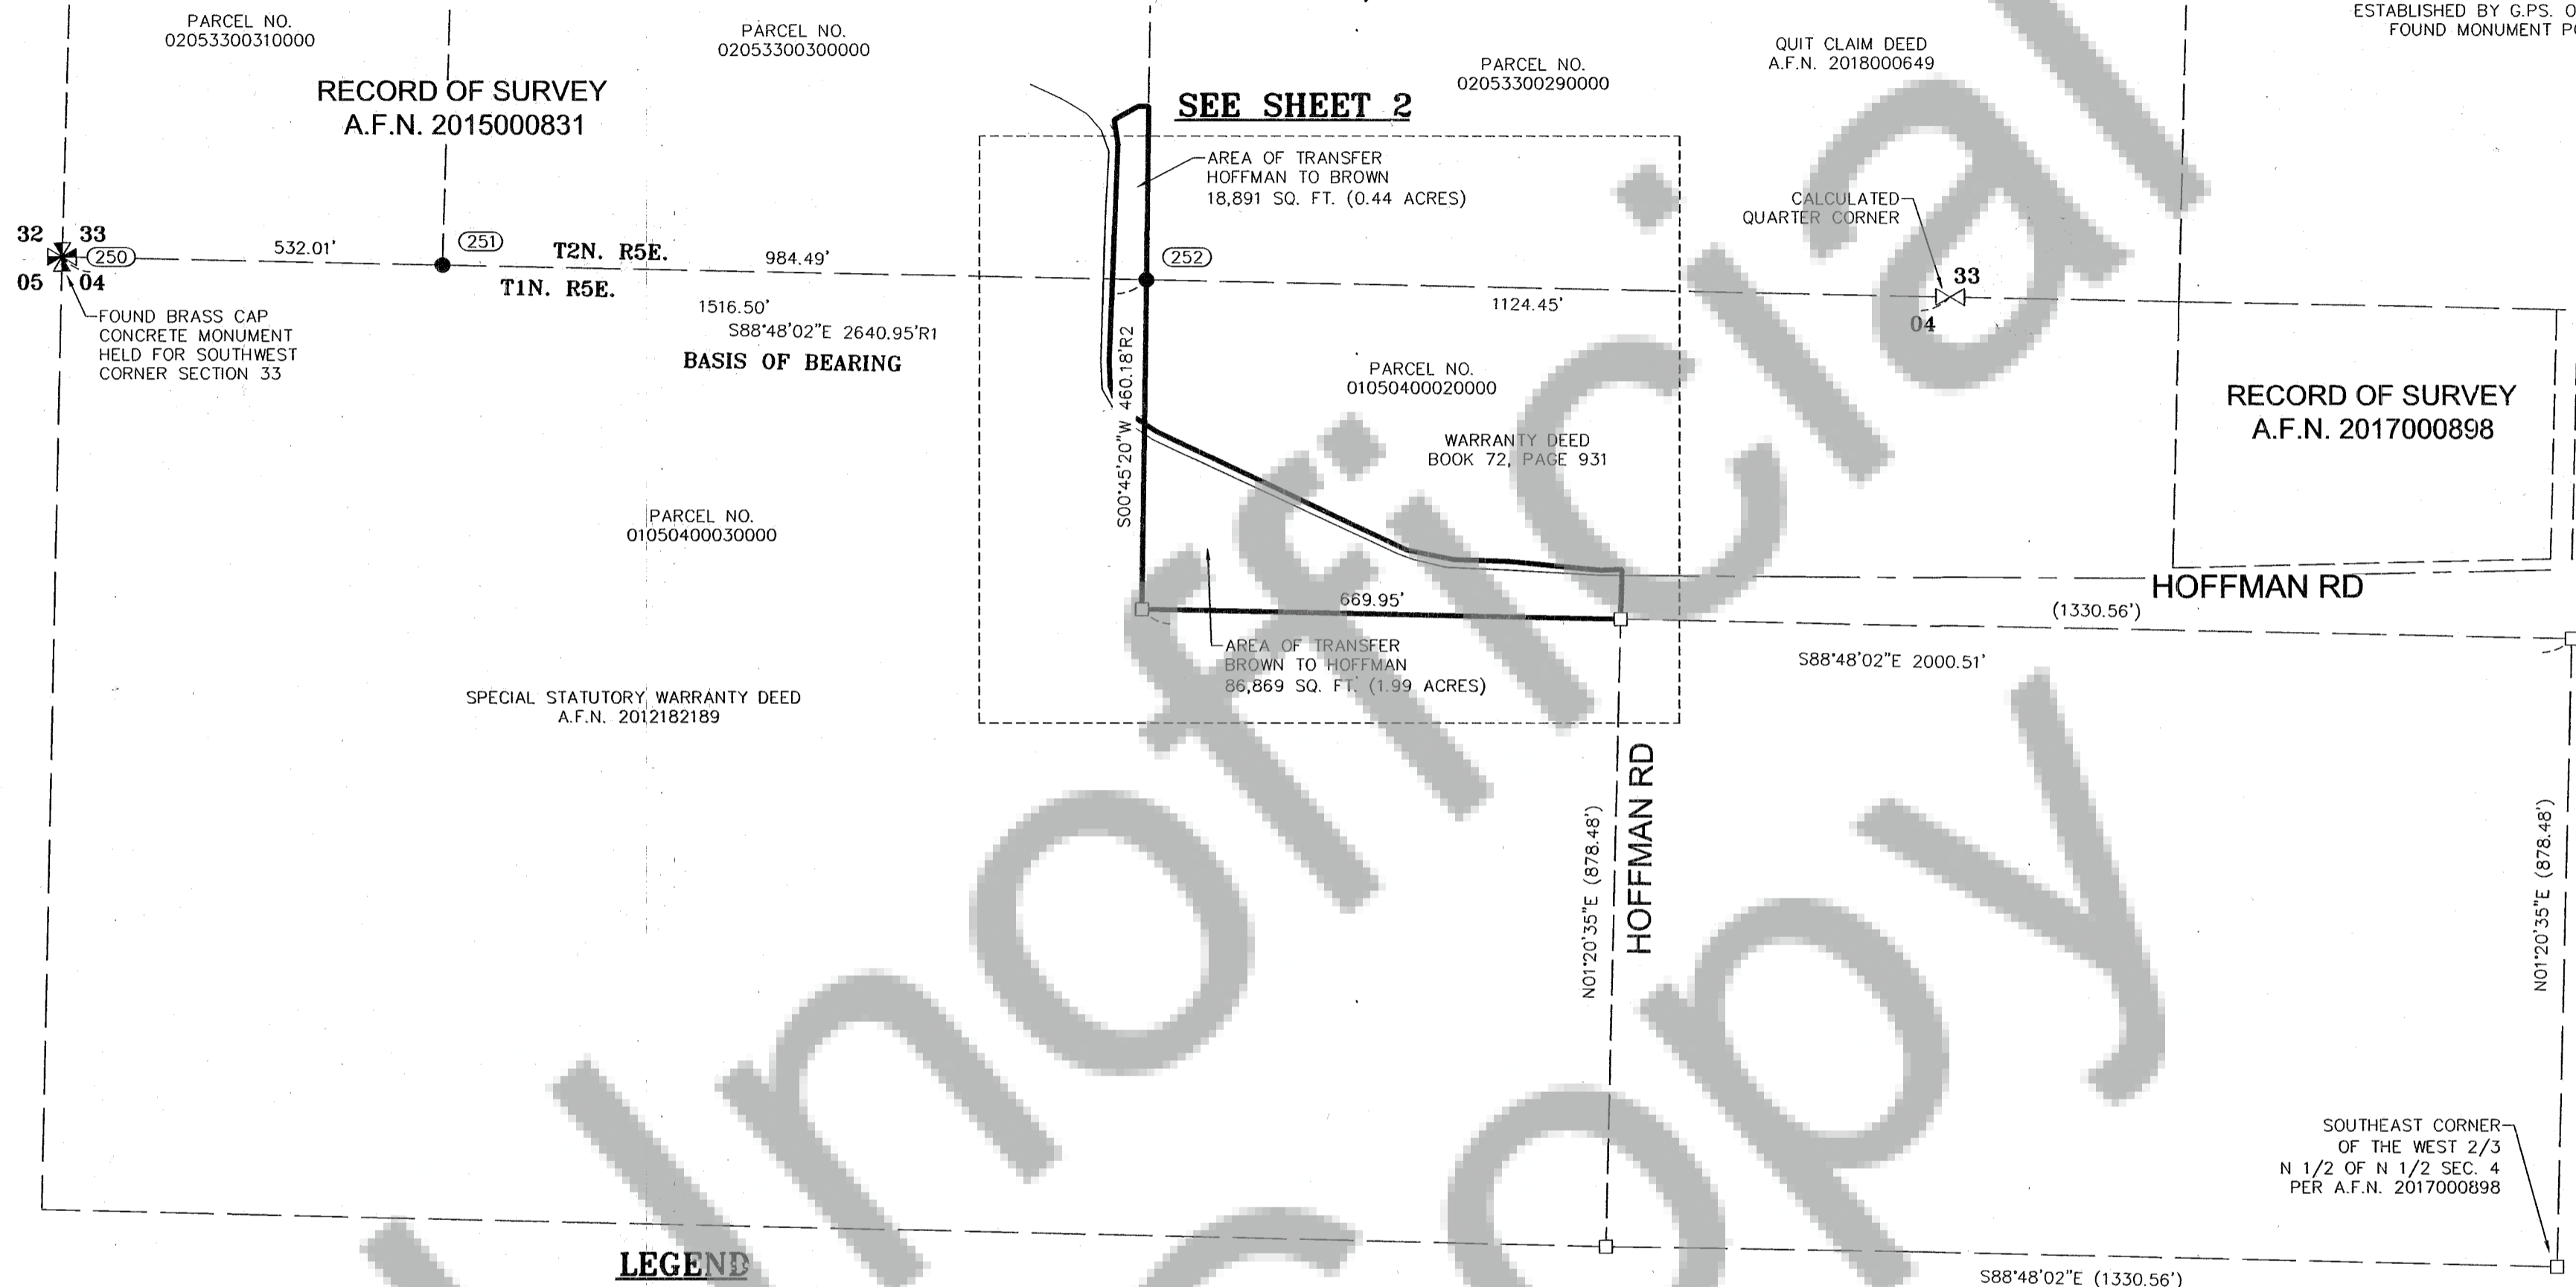 PARCEL NO.
02053300310000
PARCEL NO.
02053300300000
RECORD OF SURVEY
A.F.N. 2015000831
SEE SHEET 2
PARCEL NO.
02053300290000
QUIT CLAIM DEED
A.F.N. 2018000649
ESTABLISHED BY G.P.S.
FOUND MONUMENT
AREA OF TRANSFER
HOFFMAN TO BROWN
18,891 SQ. FT. (0.44 ACRES)
CALCULATED
QUARTER CORNER
32 33
250
05 04
532.01'
251
T2N. R5E.
T1N. R5E.
984.49'
252
1124.45'
33
04
1516.50'
S88°48'02"E 2640.95'R1
BASIS OF BEARING
FOUND BRASS CAP
CONCRETE MONUMENT
HELD FOR SOUTHWEST
CORNER SECTION 33
S00°45'20"W 460.18'R2
PARCEL NO.
01050400020000
WARRANTY DEED
BOOK 72, PAGE 931
RECORD OF SURVEY
A.F.N. 2017000898
PARCEL NO.
01050400030000
669.95'
HOFFMAN RD
(1330.56')
S88°48'02"E 2000.51'
AREA OF TRANSFER
BROWN TO HOFFMAN
86,869 SQ. FT. (1.99 ACRES)
SPECIAL STATUTORY WARRANTY DEED
A.F.N. 2012182189
N01°20'35"E (878.48')
HOFFMAN RD
N01°20'35"E (878.48')
SOUTHEAST CORNER
OF THE WEST 2/3
N 1/2 OF N 1/2 SEC. 4
PER A.F.N. 2017000898
LEGEND
S88°48'02"E (1330.56')
Unofficial
Copy